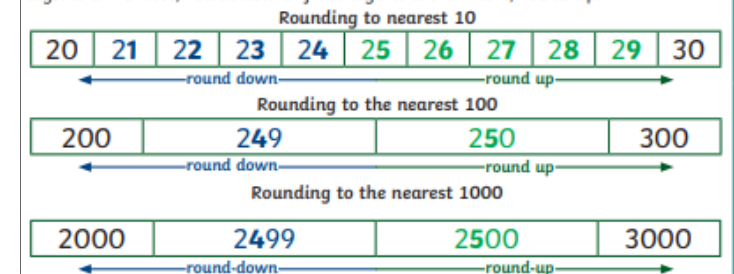 Rounding to nearest 10
20 21 22 23 24 25 26 27 28 29 30
round down round up
Rounding to the nearest 100
200 249 250 300
round down round up
Rounding to the nearest 1000
2000 2499 2500 3000
round-down round-up